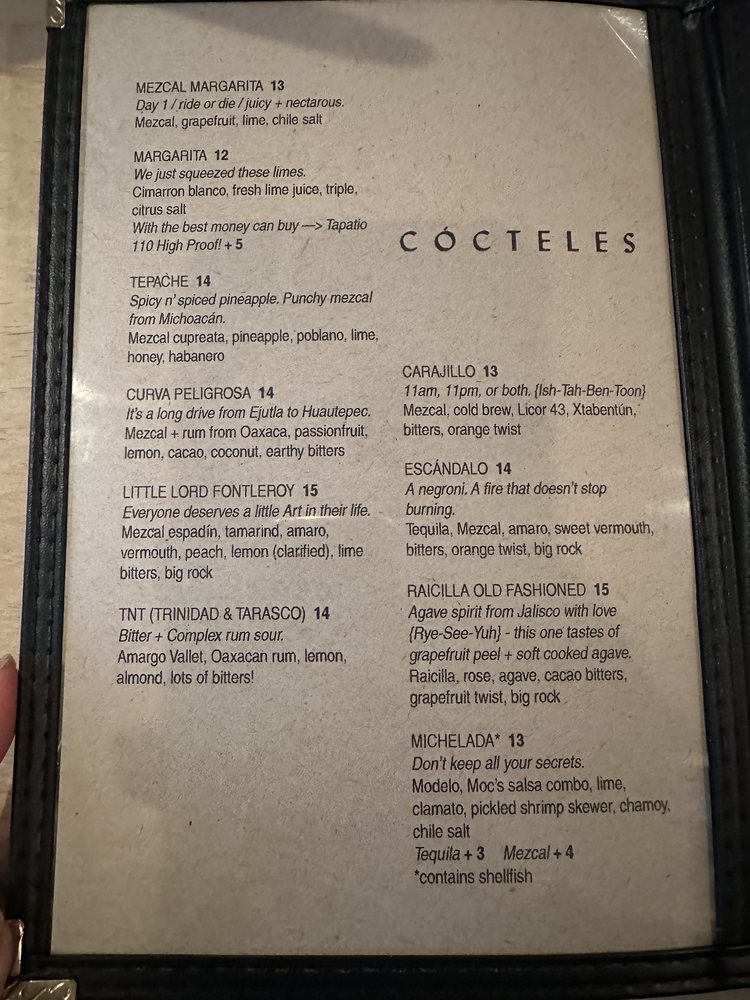 MEZCAL MARGARITA 13
Day 1 / ride or die / juicy + nectarous.
Mezcal, grapefruit, lime, chile salt
MARGARITA 12
We just squeezed these limes.
Cimarron blanco, fresh lime juice, triple,
citrus salt
With the best money can buy —> Tapatio
110 High Proof! + 5
TEPACHE 14
Spicy n' spiced pineapple. Punchy mezcal
from Michoacán.
Mezcal cupreata, pineapple, poblano, lime,
honey, habanero
CURVA PELIGROSA 14
It's a long drive from Ejutla to Huautepec.
Mezcal + rum from Oaxaca, passionfruit,
lemon, cacao, coconut, earthy bitters
LITTLE LORD FONTLEROY 15
Everyone deserves a little Art in their life.
Mezcal espadín, tamarind, amaro,
vermouth, peach, lemon (clarified), lime
bitters, big rock
TNT (TRINIDAD & TARASCO) 14
Bitter + Complex rum sour.
Amargo Vallet, Oaxacan rum, lemon,
almond, lots of bitters!
CÓCTELES
CARAJILLO 13
11am, 11pm, or both. {Ish-Tah-Ben-Toon}
Mezcal, cold brew, Licor 43, Xtabentún,
bitters, orange twist
ESCÁNDALO 14
A negroni. A fire that doesn't stop
burning.
Tequila, Mezcal, amaro, sweet vermouth,
bitters, orange twist, big rock
RAICILLA OLD FASHIONED 15
Agave spirit from Jalisco with love
{Rye-See-Yuh} - this one tastes of
grapefruit peel + soft cooked agave.
Raicilla, rose, agave, cacao bitters,
grapefruit twist, big rock
MICHELADA* 13
Don't keep all your secrets.
Modelo, Moc's salsa combo, lime,
clamato, pickled shrimp skewer, chamoy,
chile salt
Tequila + 3 Mezcal + 4
*contains shellfish